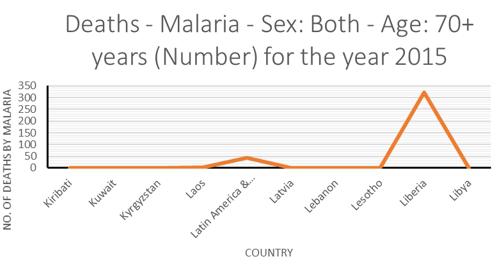 Deaths - Malaria - Sex: Both - Age: 70+
years (Number) for the year 2015
NO. OF DEATHS BY MALARIA
350
300
250
200
150
100
50
0
Kiribati
Kuwait
Kyrgyzstan
Laos
Latin America &...
Latvia
Lebanon
Lesotho
Liberia
Libya
COUNTRY